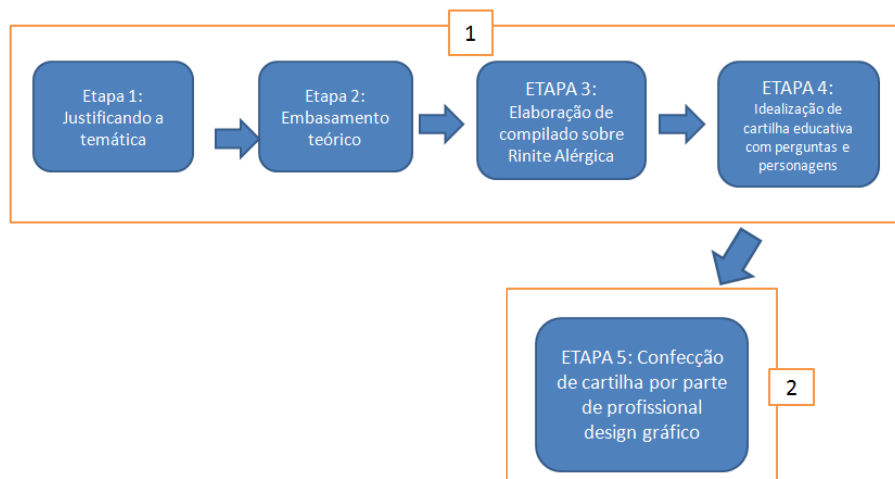 1
Etapa 1:
Justificando a
temática
Etapa 2:
Embasamento
teórico
ETAPA 3:
Elaboração de
compilado sobre
Rinite Alérgica
ETAPA 4:
Idealização de
cartilha educativa
com perguntas e
personagens
ETAPA 5: Confecção
de cartilha por parte
de profissional
design gráfico
2